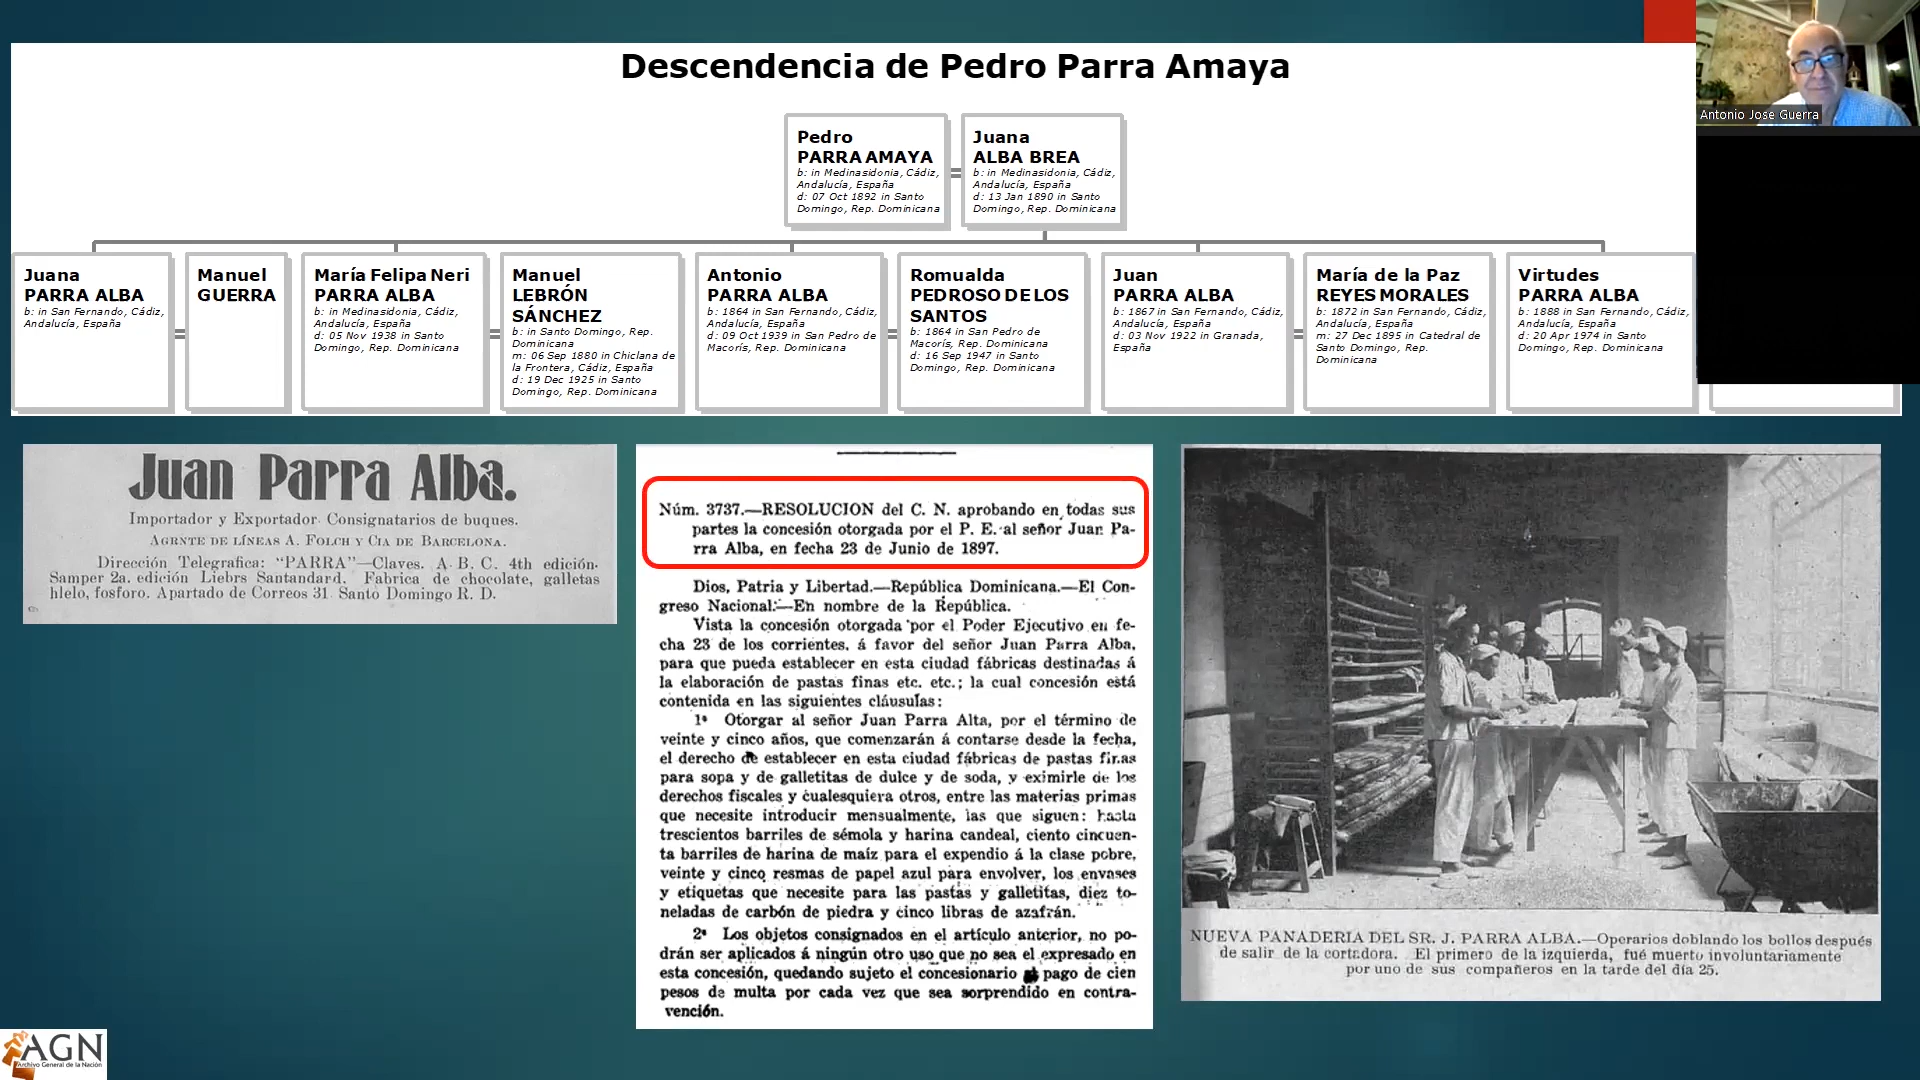 Descendencia de Pedro Parra Amaya
Antonio Jose Guerra
Pedro
PARRA AMAYA
b: in Medinasidonia, Cádiz,
Andalucía, España
d: 07 Oct 1892 in Santo
Domingo, Rep. Dominicana
Juana
ALBA BREA
b: in Medinasidonia, Cádiz,
Andalucía, España
d: 13 Jan 1890 in Santo
Domingo, Rep. Dominicana
Juana
PARRA ALBA
b: in San Fernando, Cádiz,
Andalucía, España
Manuel
GUERRA
María Felipa Neri
PARRA ALBA
b: in Medinasidonia, Cádiz,
Andalucía, España
d: 05 Nov 1938 in Santo
Domingo, Rep. Dominicana
Manuel
LEBRÓN
SÁNCHEZ
b: in Santo Domingo, Rep.
Dominicana
m: 06 Sep 1880 in Chiclana de
la Frontera, Cádiz, España
d: 19 Dec 1925 in Santo
Domingo, Rep. Dominicana
Antonio
PARRA ALBA
b: 1864 in San Fernando, Cádiz,
Andalucía, España
d: 09 Oct 1939 in San Pedro de
Macorís, Rep. Dominicana
Romualda
PEDROSO DE LOS
SANTOS
b: 1864 in San Pedro de
Macorís, Rep. Dominicana
d: 16 Sep 1947 in Santo
Domingo, Rep. Dominicana
Juan
PARRA ALBA
b: 1867 in San Fernando, Cádiz,
Andalucía, España
d: 03 Nov 1922 in Granada,
España
María de la Paz
REYES MORALES
b: 1872 in San Fernando, Cádiz,
Andalucía, España
m: 27 Dec 1895 in Catedral de
Santo Domingo, Rep.
Dominicana
Virtudes
PARRA ALBA
b: 1888 in San Fernando, Cádiz,
Andalucía, España
d: 20 Apr 1974 in Santo
Domingo, Rep. Dominicana
Juan Parra Alba.
Importador y Exportador Consignatarios de buques.
AGENTE DE LÍNEAS A. FOLCH Y CIA DE BARCELONA.
Dirección Telegrafica: "PARRA"—Claves. A. B. C. 4th edición.
Samper 2a. edición Liebrs Santandard. Fabrica de chocolate, galletas
hlelo, fosforo. Apartado de Correos 31 Santo Domingo R. D.
Núm. 3737.—RESOLUCION del C. N. aprobando en todas sus
partes la concesión otorgada por el P. E. al señor Juan Pa-
rra Alba, en fecha 23 de Junio de 1897.
Dios, Patria y Libertad.—República Dominicana.—El Con-
greso Nacional.—En nombre de la República.
Vista la concesión otorgada por el Poder Ejecutivo en fe-
cha 23 de los corrientes, á favor del señor Juan Parra Alba,
para que pueda establecer en esta ciudad fábricas destinadas á
la elaboración de pastas finas etc. etc.; la cual concesión está
contenida en las siguientes cláusulas:
1ª Otorgar al señor Juan Parra Alta, por el término de
veinte y cinco años, que comenzarán á contarse desde la fecha,
el derecho de establecer en esta ciudad fábricas de pastas finas
para sopa y de galletitas de dulce y de soda, y eximirle de los
derechos fiscales y cualesquiera otros, entre las materias primas
que necesite introducir mensualmente, las que siguen: hasta
trescientos barriles de sémola y harina candeal, ciento cincuen-
ta barriles de harina de maíz para el expendio á la clase pobre,
veinte y cinco resmas de papel azul para envolver, los envases
y etiquetas que necesite para las pastas y galletitas, diez to-
neladas de carbón de piedra y cinco libras de azafrán.
2ª Los objetos consignados en el artículo anterior, no po-
drán ser aplicados á ningún otro uso que no sea el expresado en
esta concesión, quedando sujeto el concesionario pago de cien
pesos de multa por cada vez que sea sorprendido en contra-
vención.
NUEVA PANADERIA DEL SR. J. PARRA ALBA.—Operarios doblando los bollos después
de salir de la cortadora. El primero de la izquierda, fué muerto involuntariamente
por uno de sus compañeros en la tarde del día 25.
AGN
Archivo General de la Nación